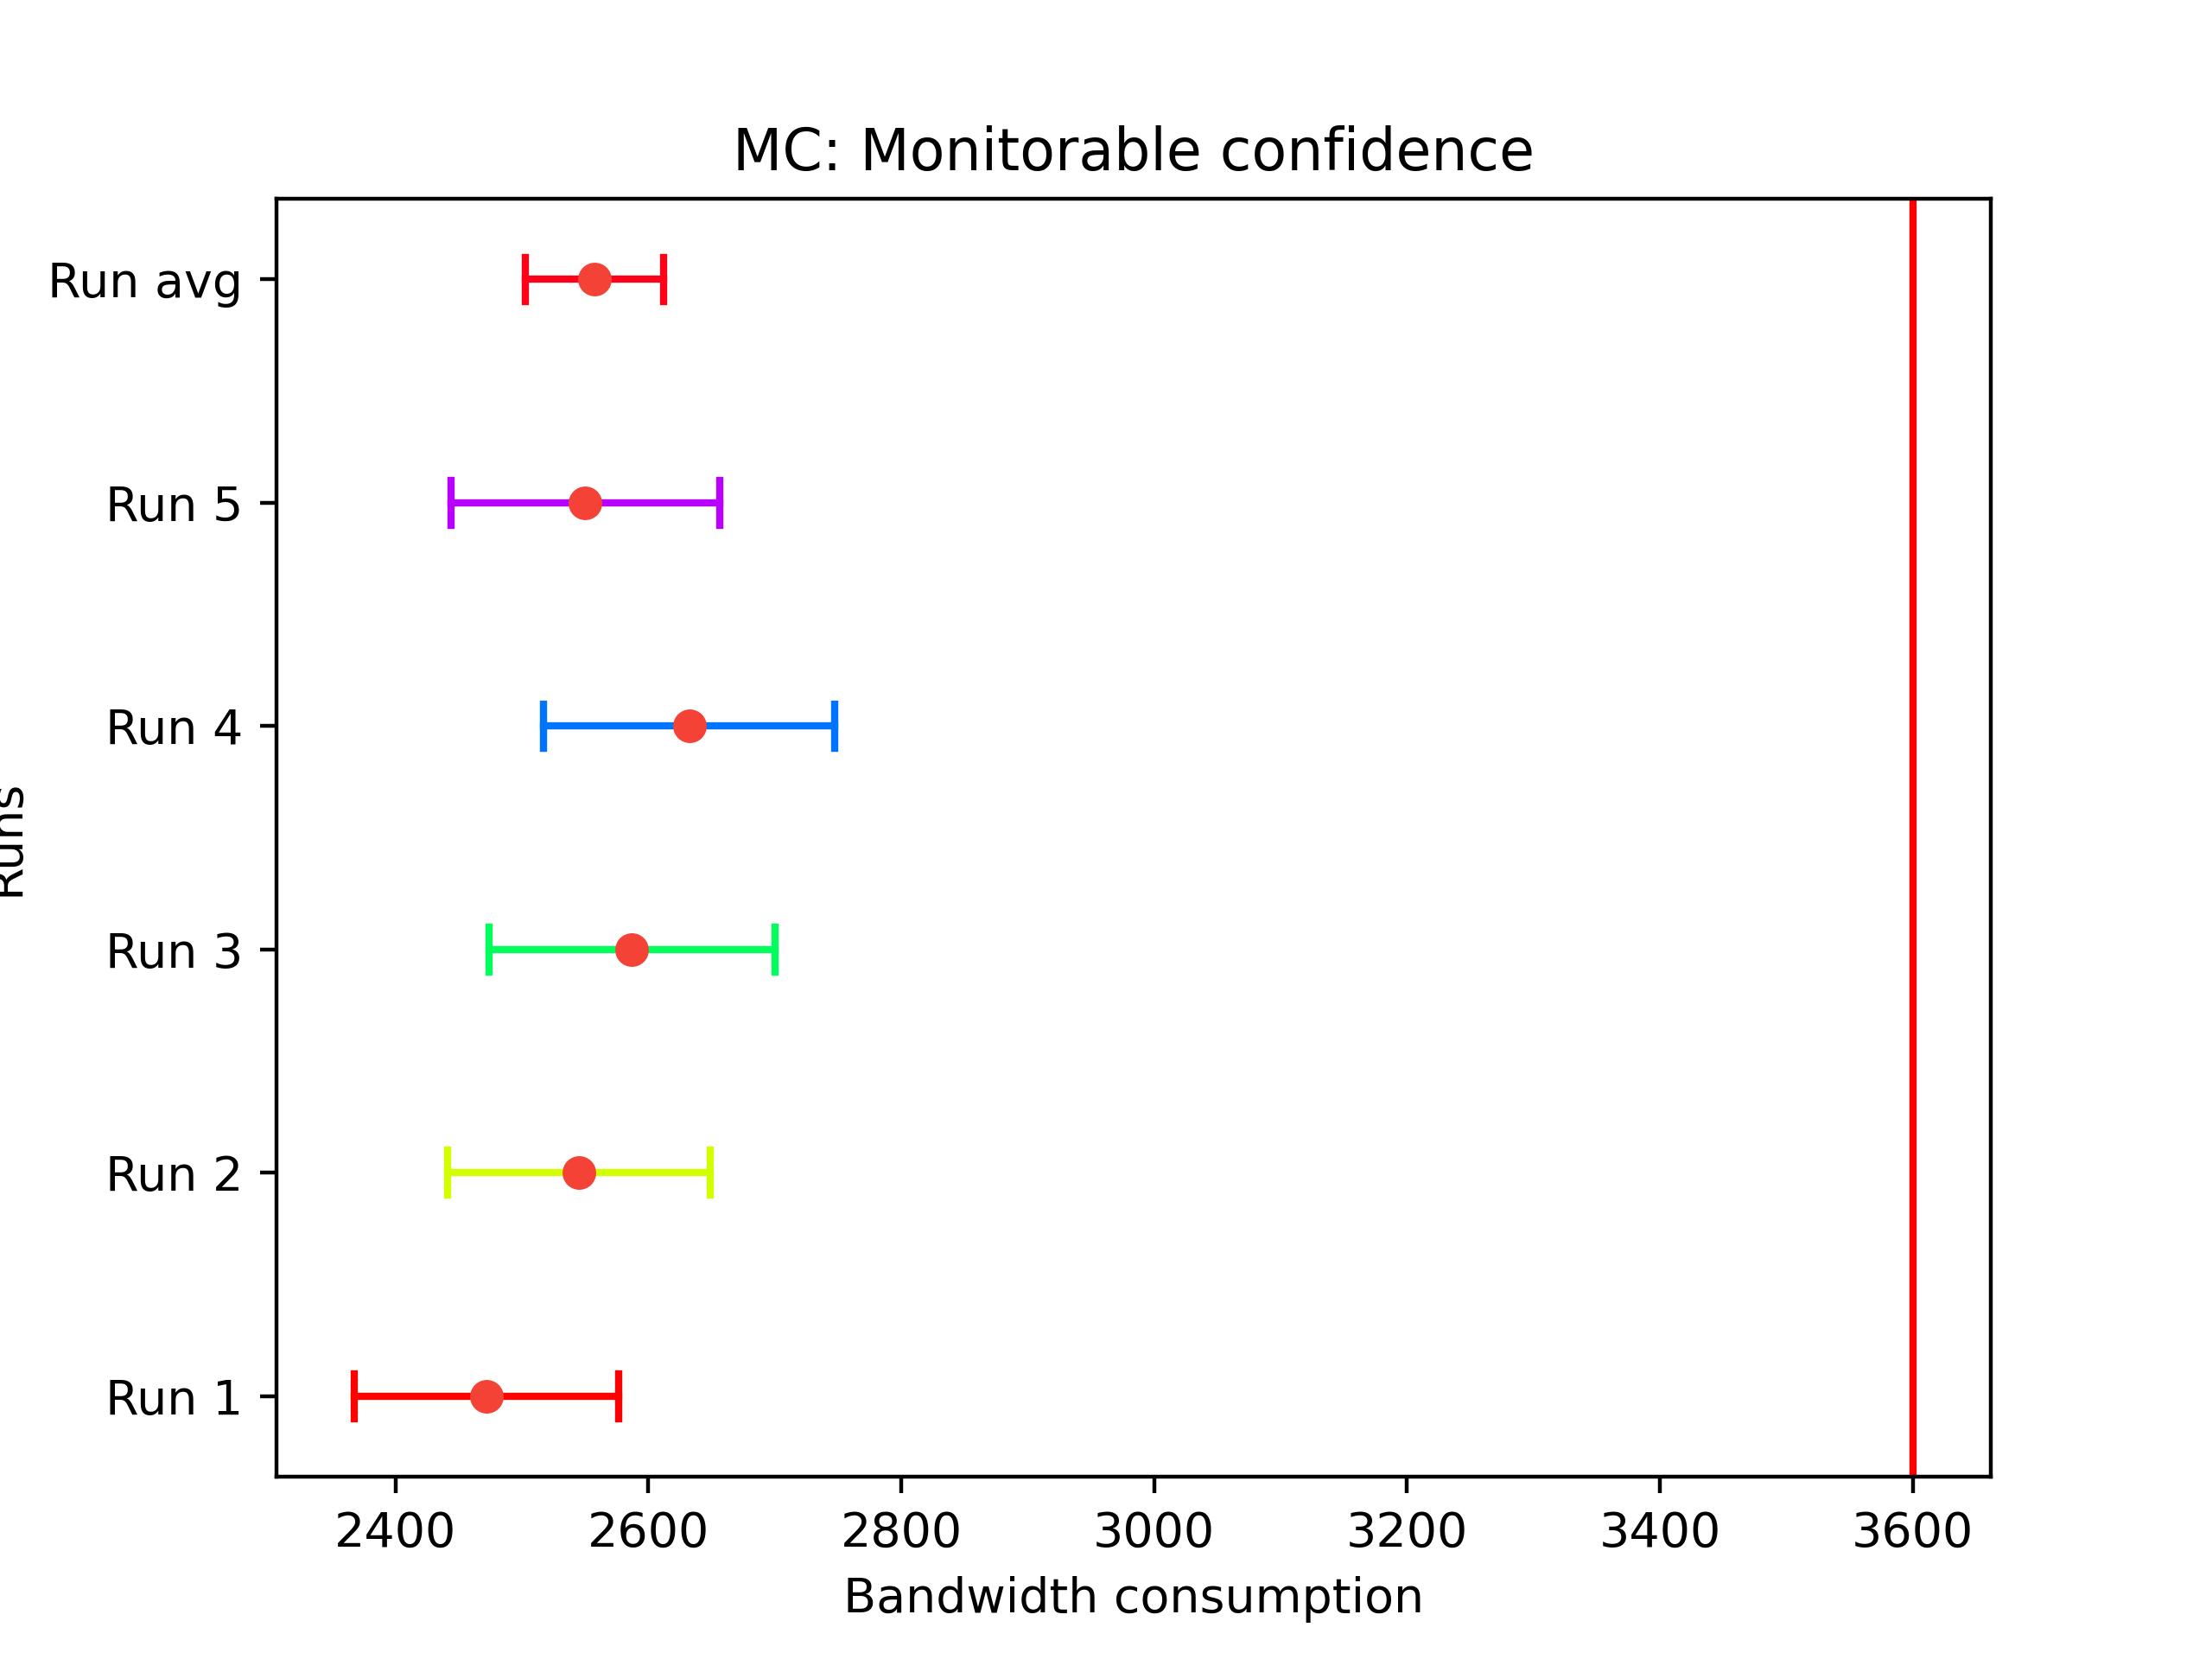 MC: Monitorable confidence
Run avg
Run 5
Run 4
Run 3
Run 2
Run 1
Runs
2400 2600 2800 3000 3200 3400 3600
Bandwidth consumption